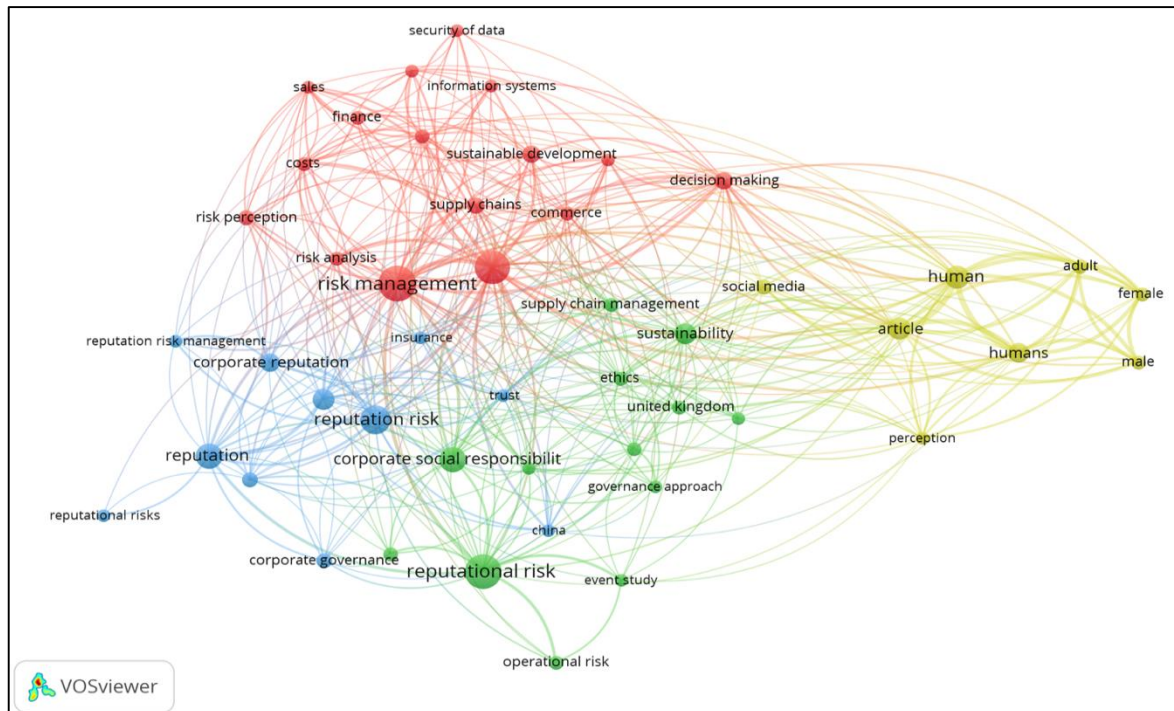 security of data
sales
information systems
finance
sustainable development
costs
decision making
supply chains
commerce
risk perception
risk analysis
risk management
human
adult
social media
female
supply chain management
article
sustainability
insurance
reputation risk management
corporate reputation
humans
male
ethics
trust
united kingdom
reputation risk
perception
reputation
corporate social responsibilit
governance approach
reputational risks
china
corporate governance
reputational risk
event study
operational risk
VOSviewer